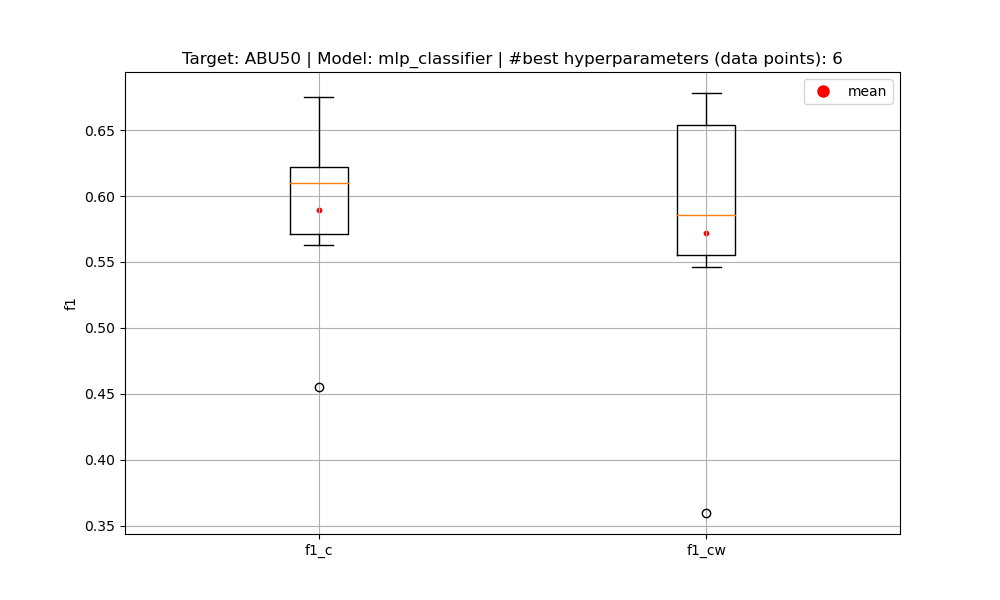 Target: ABU50 | Model: mlp_classifier | #best hyperparameters (data points): 6
mean
0.65
0.60
0.55
0.50
0.45
0.40
0.35
f1
f1_c
f1_cw